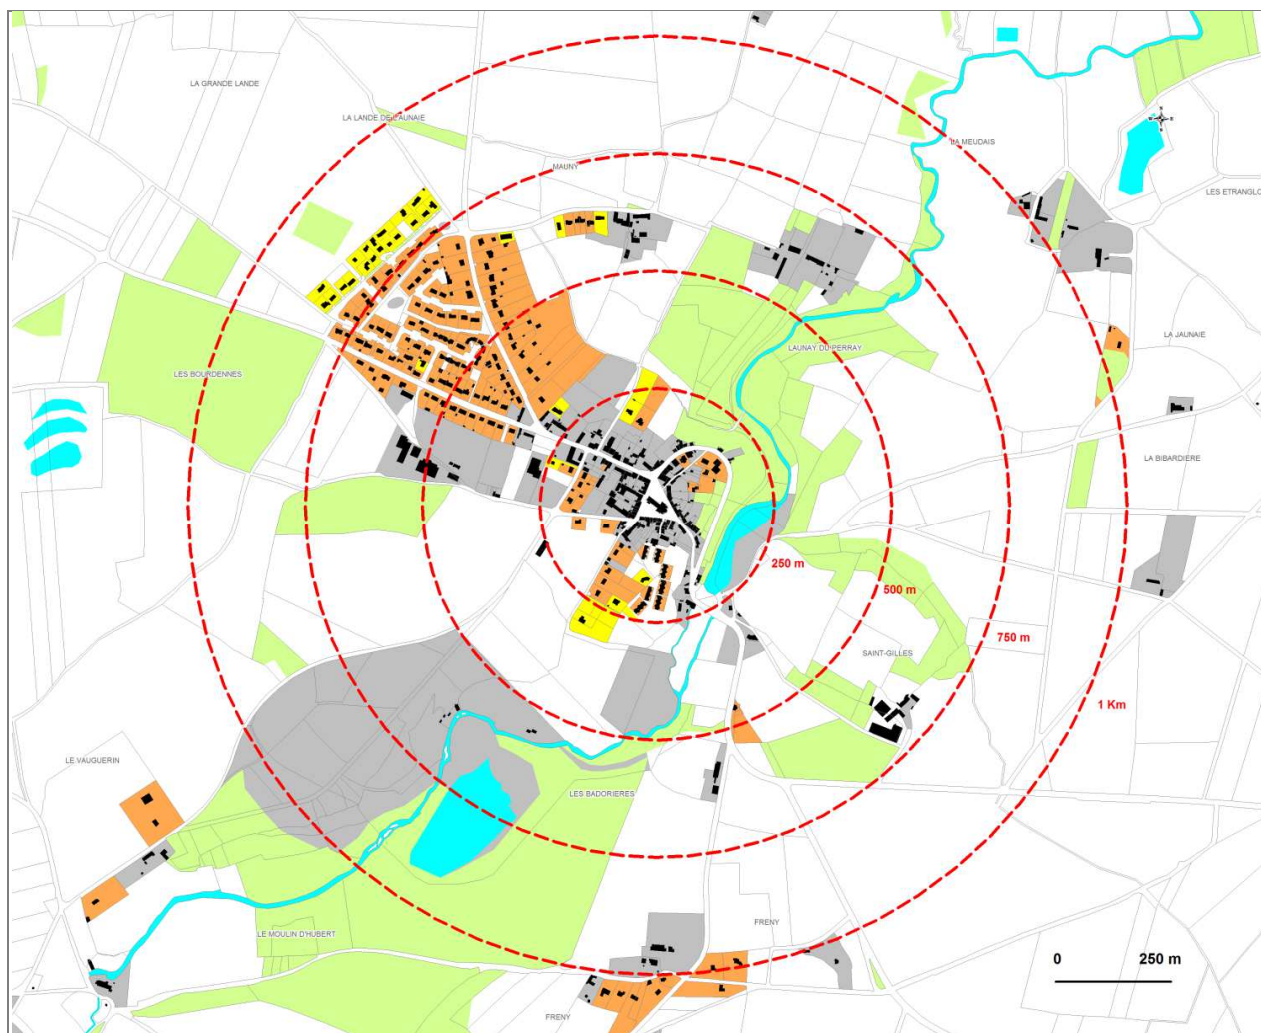 LA GRANDE LANDE
LA LANDE DE L'AUNAIE
MAUNY
LA MEUDAIS
LES ETRANGLO
LA JAUNAIE
LAUNAY DU PERRAY
LES BOURDENNES
LA BIBARDIERE
250 m
500 m
750 m
SAINT-GILLES
1 Km
LE VAUGUERIN
LES BADORIERES
FRENY
LE MOULIN D'HUBERT
0 250 m
FRENY